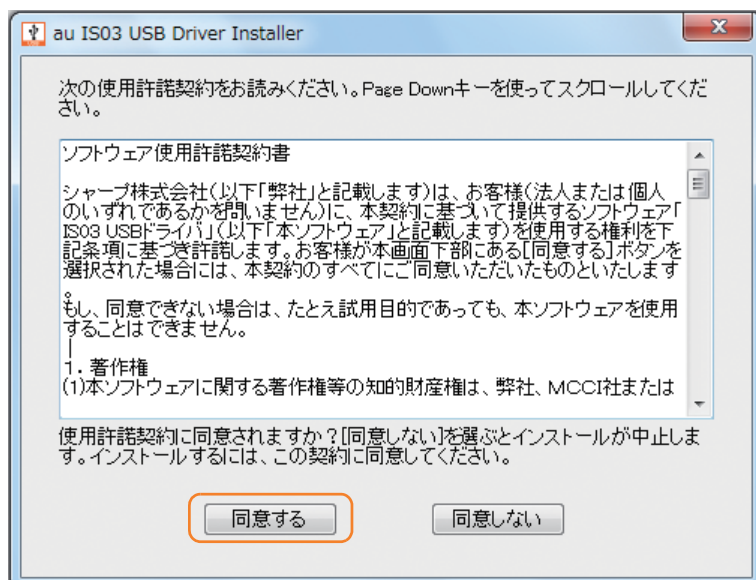 au IS03 USB Driver Installer
次の使用許諾契約をお読みください。Page Downキーを使ってスクロールしてくだ
さい。
ソフトウェア使用許諾契約書
シャープ株式会社(以下「弊社」と記載します)は、お客様(法人または個人
のいずれであるかを問いません)に、本契約に基づいて提供するソフトウェア「
IS03 USBドライバ」(以下「本ソフトウェア」と記載します)を使用する権利を下
記条項に基づき許諾します。お客様が本画面下部にある[同意する]ボタンを
選択された場合には、本契約のすべてにご同意いただいたものといたします
。
もし、同意できない場合は、たとえ試用目的であっても、本ソフトウェアを使用
することはできません。
1．著作権
(1)本ソフトウェアに関する著作権等の知的財産権は、弊社、MCCI社または
使用許諾契約に同意されますか？[同意しない]を選ぶとインストールが中止しま
す。インストールするには、この契約に同意してください。
同意する
同意しない